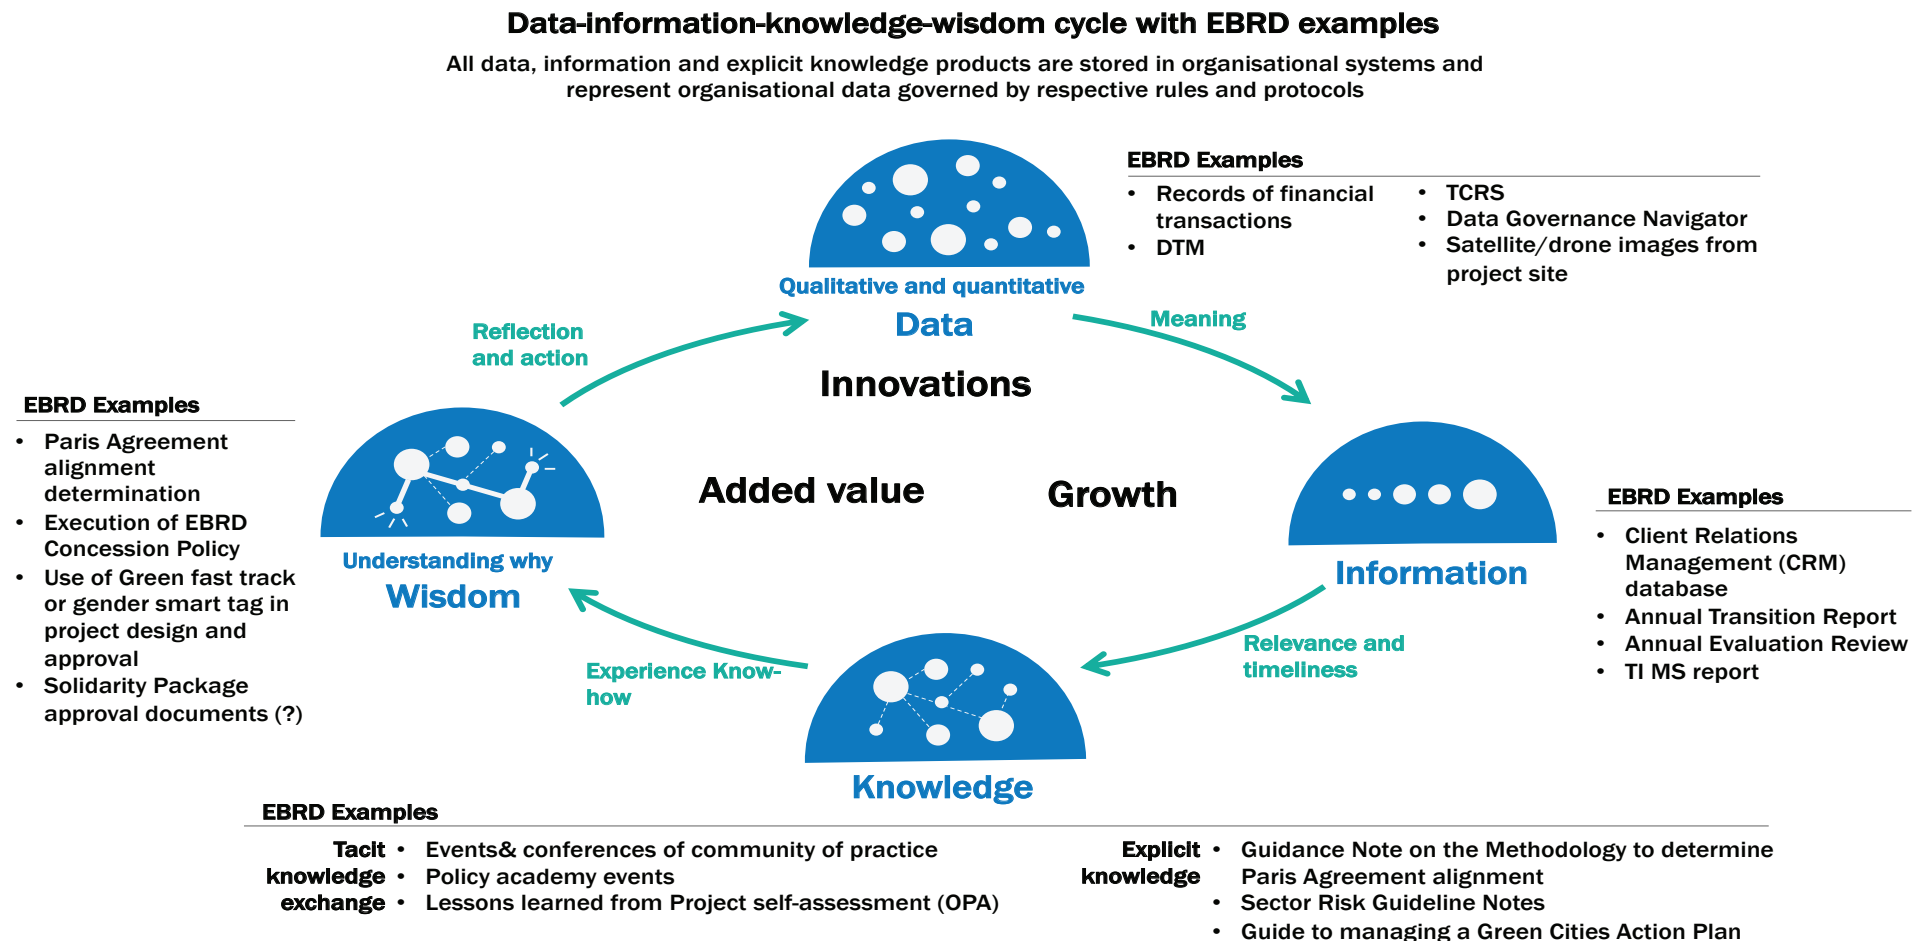 Data-information-knowledge-wisdom cycle with EBRD examples
All data, information and explicit knowledge products are stored in organisational systems and
represent organisational data governed by respective rules and protocols
EBRD Examples
• Records of financial
transactions
• DTM
• TCRS
• Data Governance Navigator
• Satellite/drone images from
project site
Qualitative and quantitative
Data
Meaning
Reflection
and action
Innovations
EBRD Examples
• Paris Agreement
alignment
determination
• Execution of EBRD
Concession Policy
• Use of Green fast track
or gender smart tag in
project design and
approval
• Solidarity Package
approval documents (?)
Added value
Growth
EBRD Examples
• Client Relations
Management (CRM)
database
• Annual Transition Report
• Annual Evaluation Review
• TI MS report
Understanding why
Wisdom
Information
Relevance and
timeliness
Experience Know-
how
Knowledge
EBRD Examples
Tacit
knowledge
exchange
• Events& conferences of community of practice
• Policy academy events
• Lessons learned from Project self-assessment (OPA)
Explicit
knowledge
• Guidance Note on the Methodology to determine
Paris Agreement alignment
• Sector Risk Guideline Notes
• Guide to managing a Green Cities Action Plan